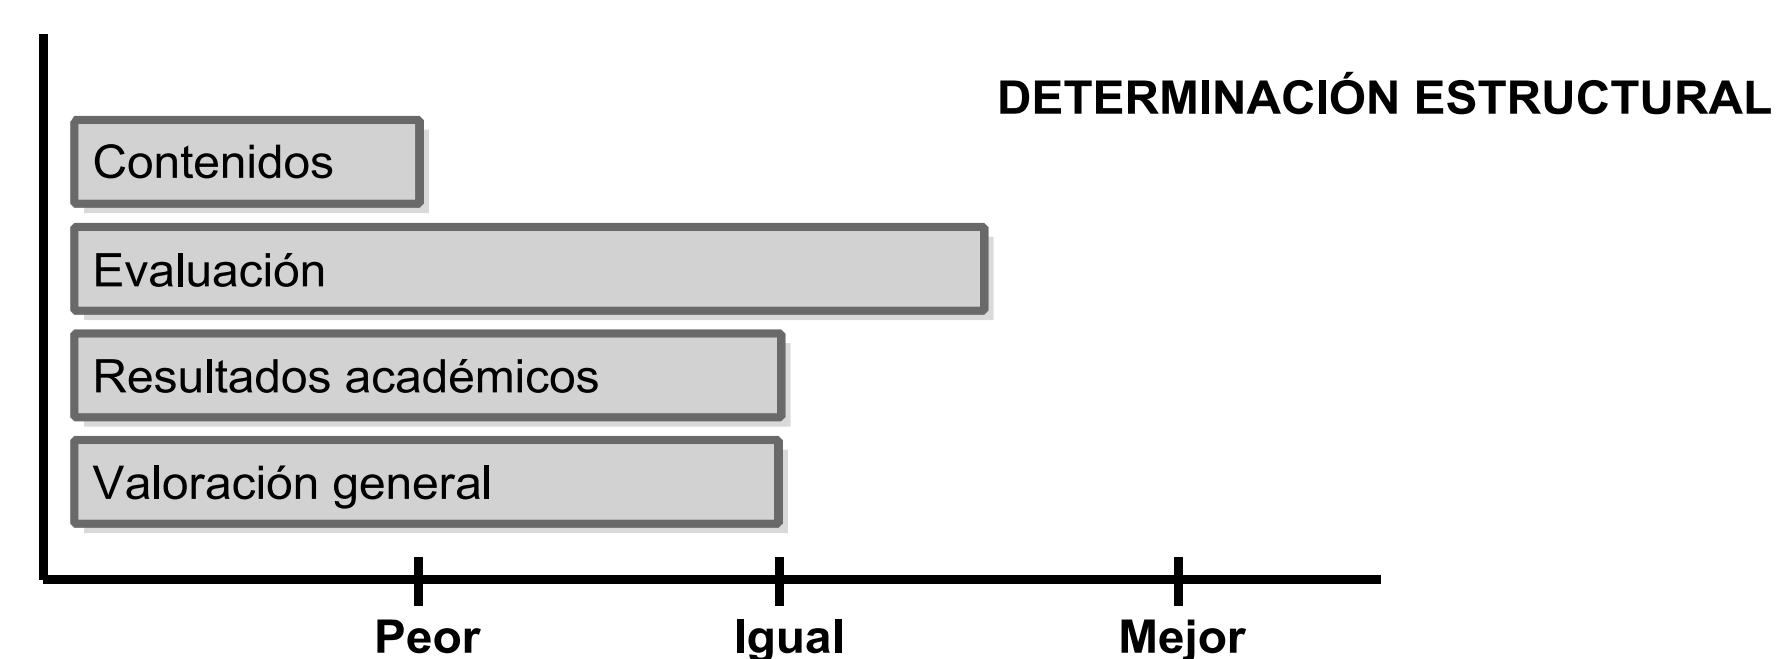 DETERMINACIÓN ESTRUCTURAL
Contenidos
Evaluación
Resultados académicos
Valoración general
Peor Igual Mejor